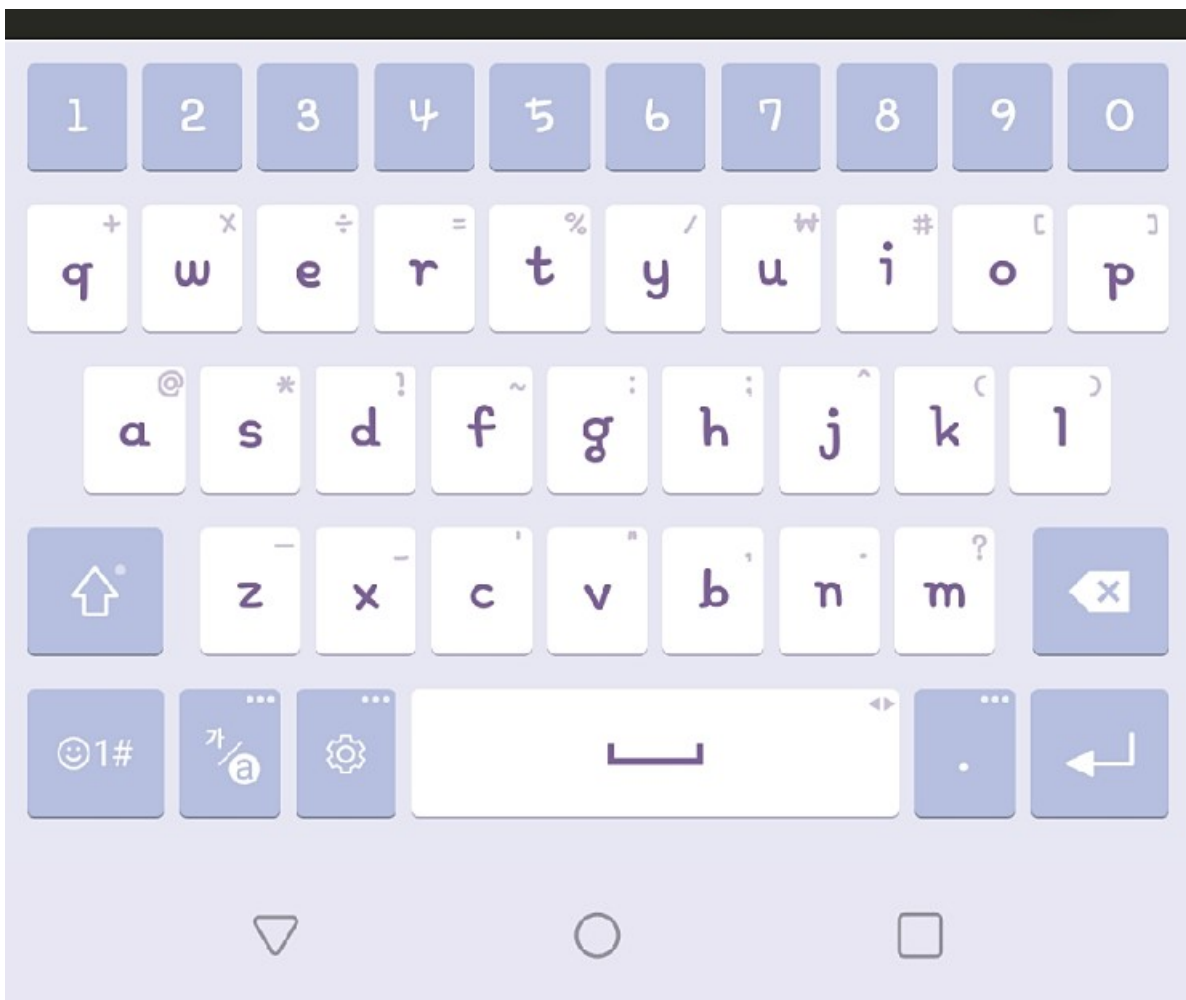 1 2 3 4 5 6 7 8 9 0
+ x ÷ = % / ₩ # [ ]
q w e r t y u i o p
@ * ! ~ : ; ^ ( )
a s d f g h j k l
— _ ' " , . ?
z x c v b n m
1# 가/a .